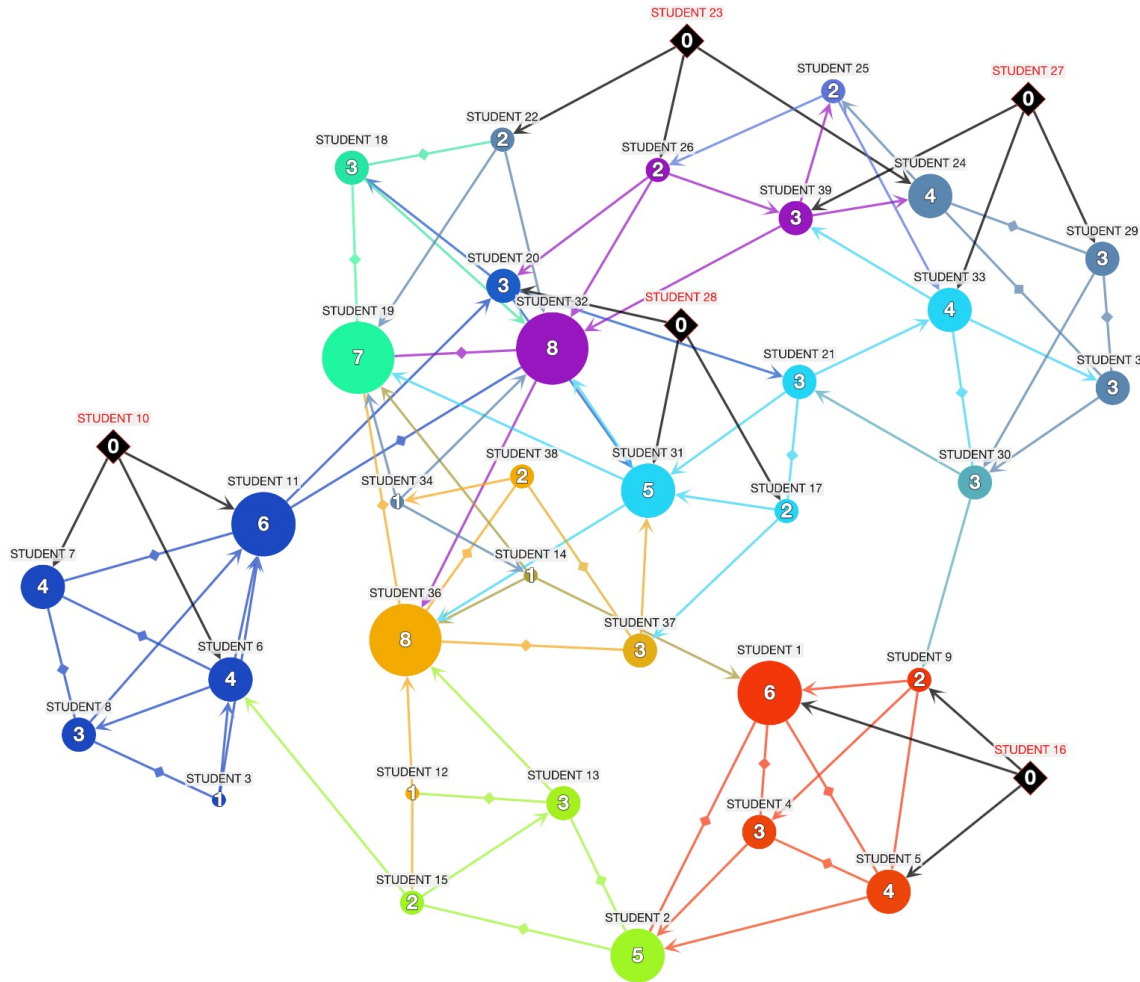 STUDENT 23
0
STUDENT 25
2
STUDENT 27
0
STUDENT 22
2
STUDENT 18
3
STUDENT 26
2
STUDENT 24
4
STUDENT 39
3
STUDENT 29
3
STUDENT 20
3
STUDENT 33
4
STUDENT 32
8
STUDENT 28
0
STUDENT 19
7
STUDENT 21
3
STUDENT 3
3
STUDENT 10
0
STUDENT 38
2
STUDENT 31
5
STUDENT 30
3
STUDENT 34
1
STUDENT 17
2
STUDENT 11
6
STUDENT 14
1
STUDENT 7
4
STUDENT 36
8
STUDENT 37
3
STUDENT 6
4
STUDENT 1
6
STUDENT 9
2
STUDENT 8
3
STUDENT 16
0
STUDENT 3
1
STUDENT 12
1
STUDENT 13
3
STUDENT 4
3
STUDENT 15
2
STUDENT 5
4
STUDENT 2
5